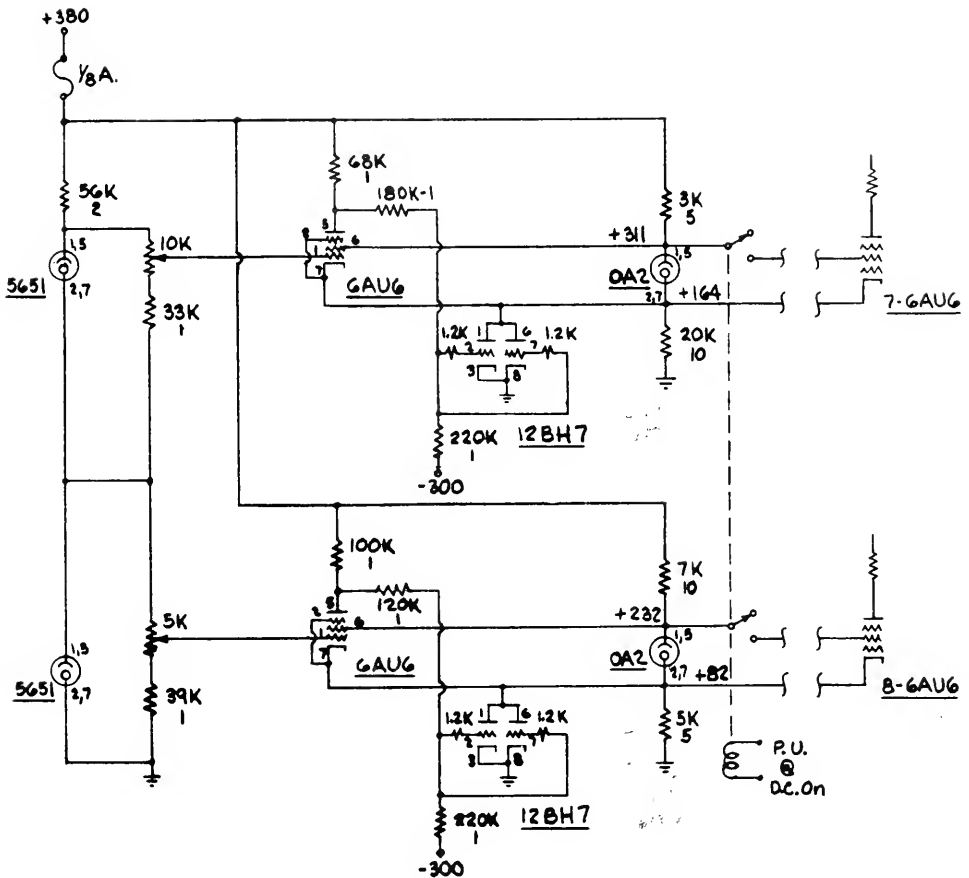 +380
1/8A.
56K
2
68K
1
180K-1
3K
5
1,5
10K
2
5
6
1
7
+311
1,5
5651
2,7
6AU6
0A2
2,7
+164
7-6AU6
33K
1
1.2K
1
6
1.2K
2
7
3
8
20K
10
220K
1
12BH7
-300
100K
1
7K
10
120K
1
5K
2
5
6
1
7
+232
1,5
1,5
5651
2,7
6AU6
0A2
2,7
+82
8-6AU6
39K
1
1.2K
1
6
1.2K
2
7
3
8
5K
5
P.U.
@
D.C.On
220K
1
12BH7
-300